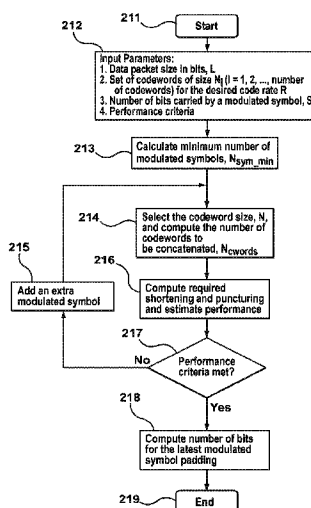 211
Start
212
Input Parameters:
1. Data packet size in bits, L
2. Set of codewords of size Nᵢ (i = 1, 2, ..., number
of codewords) for the desired code rate R
3. Number of bits carried by a modulated symbol, S
4. Performance criteria
213
Calculate minimum number of
modulated symbols, Nsym_min
214
Select the codeword size, N,
and compute the number of
codewords to
be concatenated, Ncwords
215
Add an extra
modulated symbol
216
Compute required
shortening and puncturing
and estimate performance
217
No
Performance
criteria met?
Yes
218
Compute number of bits
for the latest modulated
symbol padding
219
End